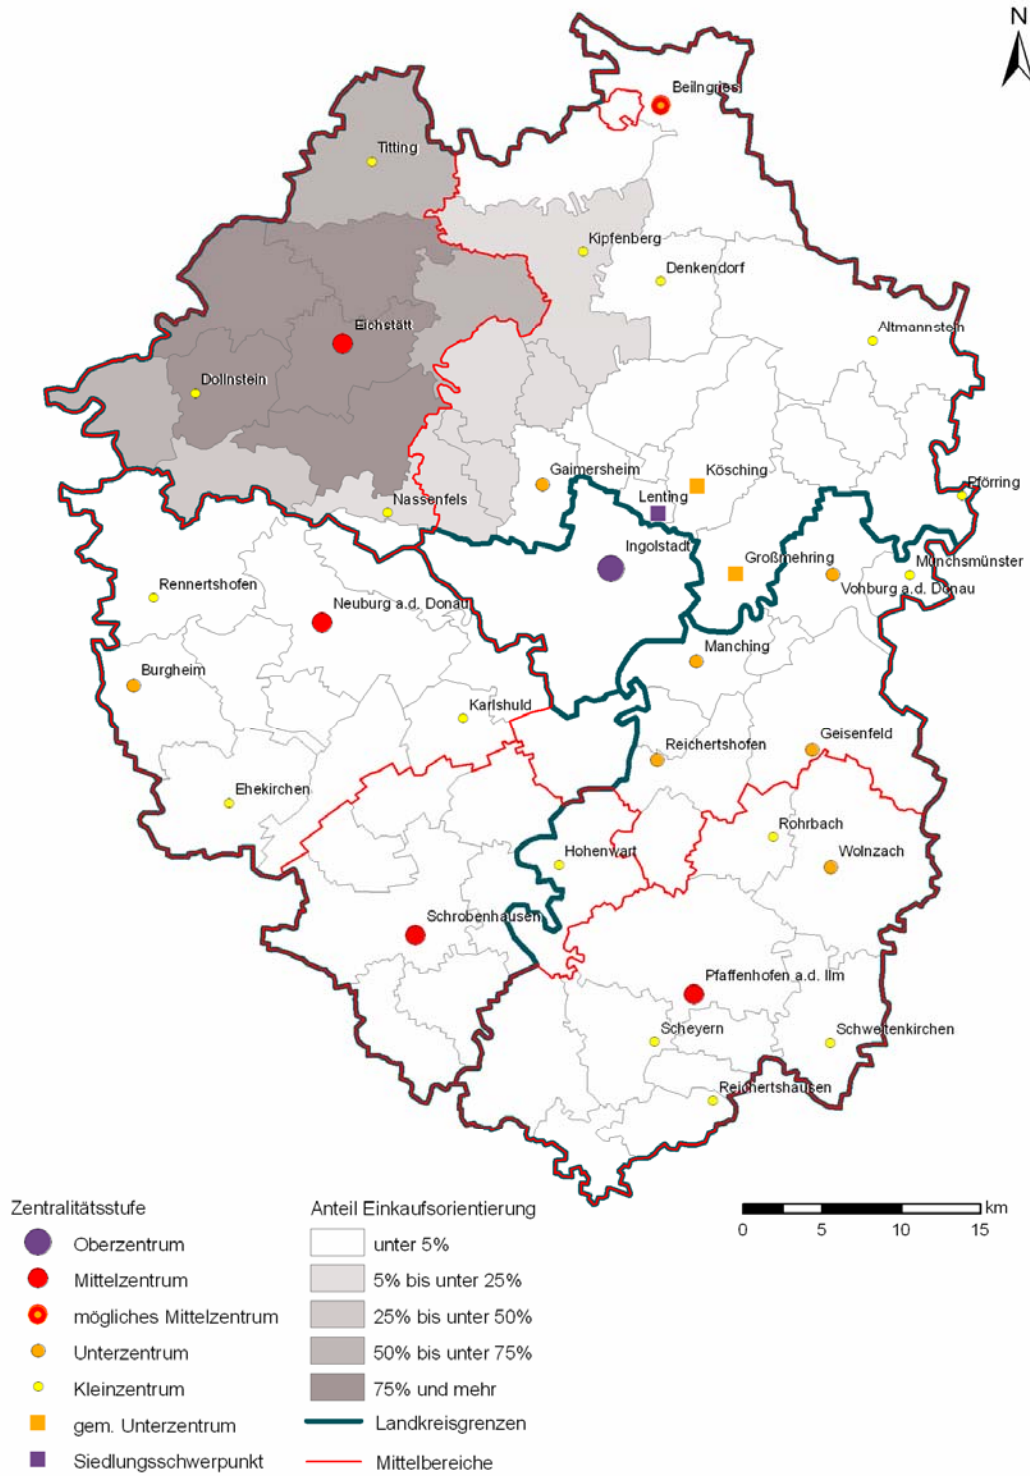 N
Beilngries
Titting
Kipfenberg
Denkendorf
Eichstätt
Altmannstein
Dollnstein
Gaimersheim
Kösching
Nassenfels
Lenting
Pförring
Ingolstadt
Großmehring
Münchsmünster
Vohburg a.d. Donau
Rennertshofen
Neuburg a.d. Donau
Manching
Burgheim
Karlshuld
Reichertshofen
Geisenfeld
Ehekirchen
Rohrbach
Hohenwart
Wolnzach
Schrobenhausen
Pfaffenhofen a.d. Ilm
Scheyern
Schweitenkirchen
Reichertshausen
Zentralitätsstufe
Oberzentrum
Mittelzentrum
mögliches Mittelzentrum
Unterzentrum
Kleinzentrum
gem. Unterzentrum
Siedlungsschwerpunkt
Anteil Einkaufsorientierung
unter 5%
5% bis unter 25%
25% bis unter 50%
50% bis unter 75%
75% und mehr
Landkreisgrenzen
Mittelbereiche
km
0 5 10 15